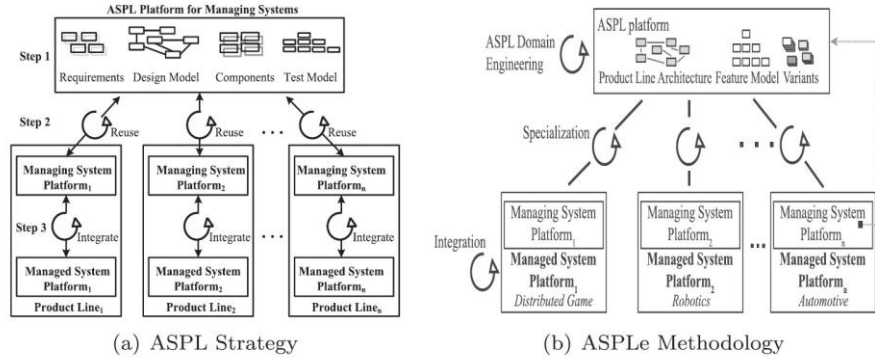 ASPL Platform for Managing Systems
Step 1
Requirements Design Model Components Test Model
Step 2
Reuse Reuse Reuse
...
Managing System Platform1
Managing System Platform2
Managing System Platformn
Step 3
Integrate Integrate Integrate
...
Managed System Platform1
Managed System Platform2
Managed System Platformn
Product Line1 Product Line2 Product Linen
(a) ASPL Strategy
ASPL platform
ASPL Domain
Engineering
Product Line Architecture Feature Model Variants
Specialization
...
Managing System Platform1
Managing System Platform2
Managing System Platformn
Integration
...
Managed System Platform1
Distributed Game
Managed System Platform2
Robotics
Managed System Platformn
Automotive
(b) ASPLe Methodology